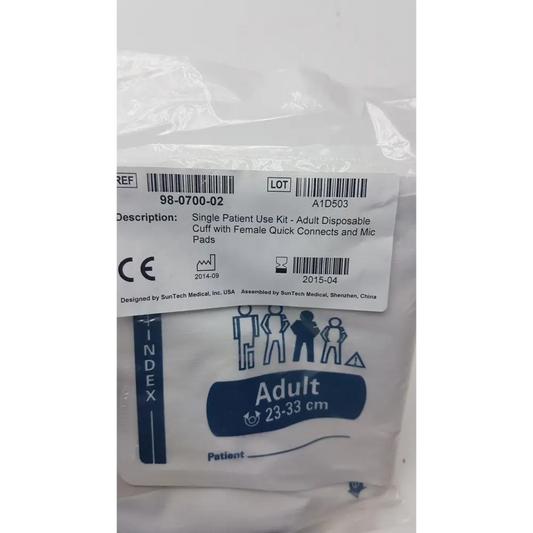 REF 98-0700-02
LOT A1D503
Description: Single Patient Use Kit - Adult Disposable
Cuff with Female Quick Connects and Mic
Pads
CE
2014-09
2015-04
Designed by SunTech Medical, Inc. USA Assembled by SunTech Medical, Shenzhen, China
INDEX
Adult
23-33 cm
Patient